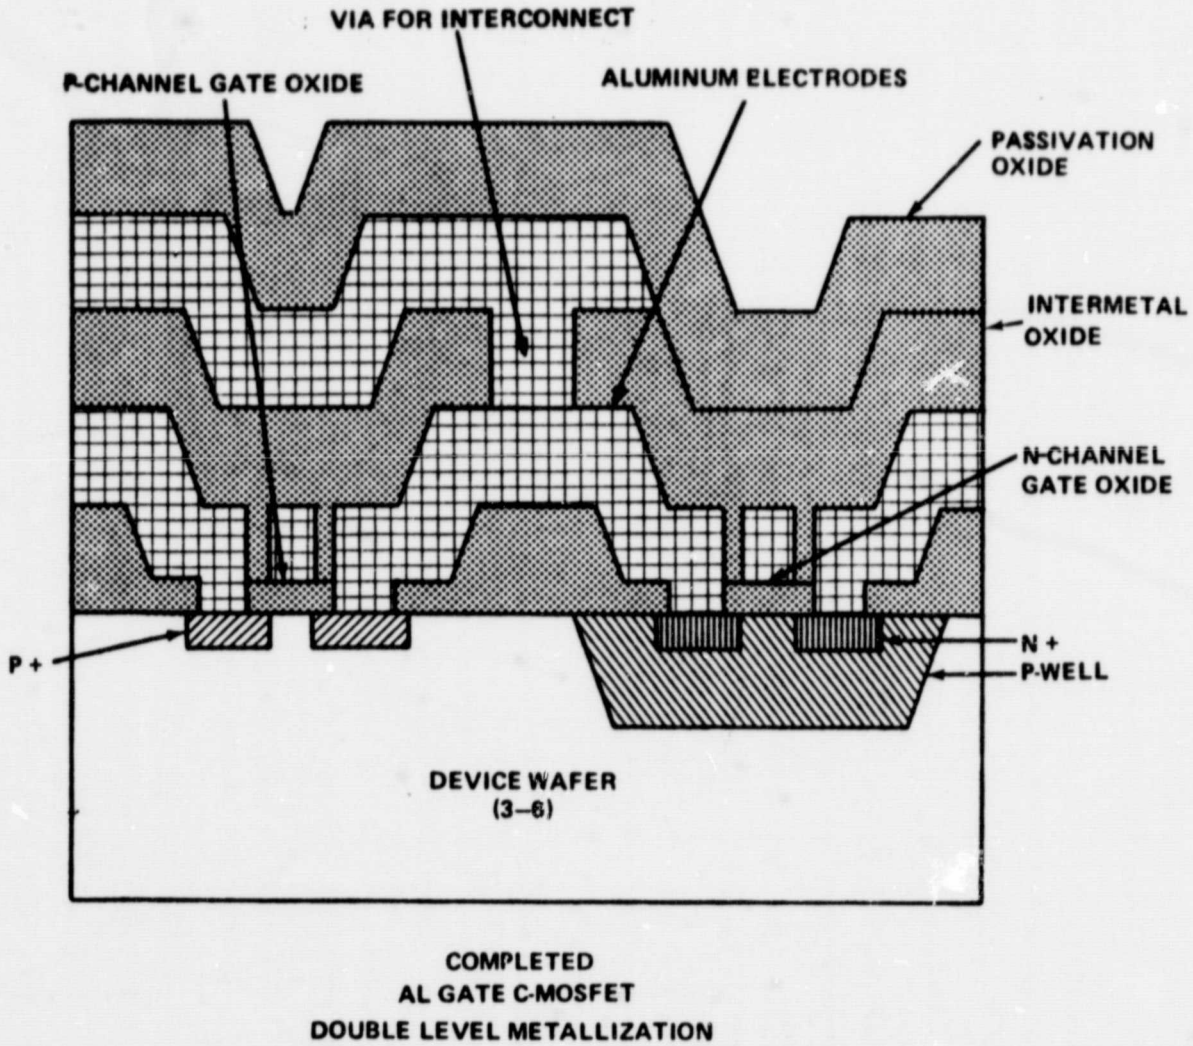 VIA FOR INTERCONNECT
P-CHANNEL GATE OXIDE
ALUMINUM ELECTRODES
PASSIVATION
OXIDE
INTERMETAL
OXIDE
N-CHANNEL
GATE OXIDE
P +
N +
P-WELL
DEVICE WAFER
(3–6)
COMPLETED
AL GATE C-MOSFET
DOUBLE LEVEL METALLIZATION